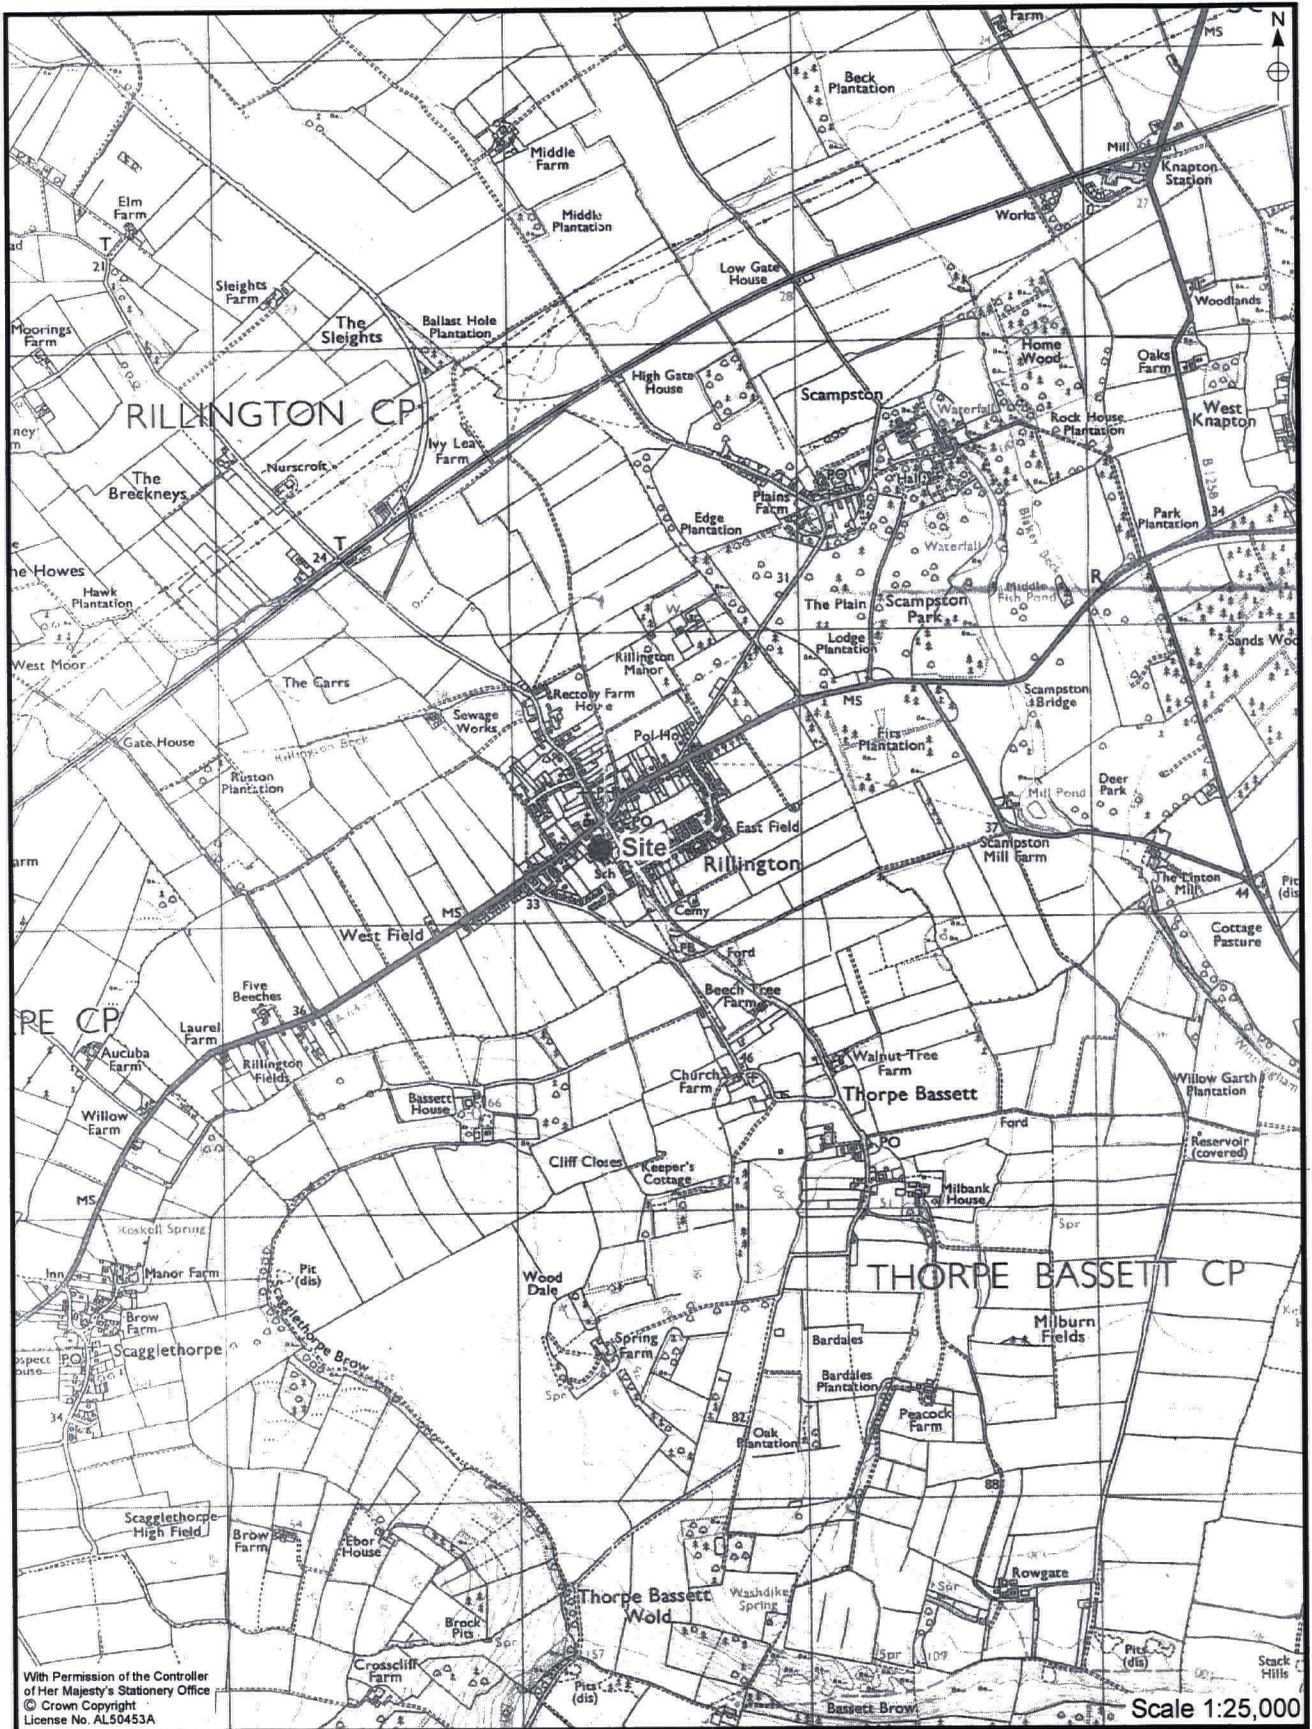 Farm
N
MS
24
Beck
Plantation
Middle
Farm
Mill
Knapton
Station
27
Elm
Farm
Middle
Plantation
Works
T
21
Sleights
Farm
Low Gate
House
28
Woodlands
The
Sleights
Ballast Hole
Plantation
Moorings
Farm
Home
Wood
Oaks
Farm
High Gate
House
Scampston
RILLINGTON CP
Waterfall
Rock House
Plantation
West
Knapton
Ivy Lea
Farm
Nurscroft
The
Breckneys
PO
Hall
Plains
Farm
B 1258
34
Edge
Plantation
Park
Plantation
Blakey Beck
T
24
Waterfall
Hawk
Plantation
31
R
Middle
Fish Pond
The Plain
Scampston
Park
W
Lodge
Plantation
Rillington
Manor
West Moor
The Carrs
Rectory Farm
House
MS
Scampston
Bridge
Sewage
Works
Pol Ho
Firs
Plantation
Gate House
Rillington Beck
Ruston
Plantation
Deer
Park
Mill Pond
PO
East Field
37
Scampston
Mill Farm
Site
Rillington
Sch
The Linton
Mill
44
Pit
(dis)
33
Cemy
MS
West Field
Cottage
Pasture
FB
Ford
Five
Beeches
Beech Tree
Farm
36
Laurel
Farm
Aucuba
Farm
Rillington
Fields
46
Walnut Tree
Farm
Church
Farm
Thorpe Bassett
Willow Garth
Plantation
Bassett
House
66
Willow
Farm
Ford
PO
Reservoir
(covered)
Cliff Closes
Keeper's
Cottage
Milbank
House
MS
51
Spr
Inn
Manor Farm
Pit
(dis)
Wood
Dale
THORPE BASSETT CP
Brow
Farm
Scagglethorpe Brow
Milburn
Fields
Scagglethorpe
Spring
Farm
Bardales
PO
Spr
Bardales
Plantation
34
82
Peacock
Farm
Oak
Plantation
88
Scagglethorpe
High Field
Brow
Farm
Ebor
House
Rowgate
Thorpe Bassett
Wold
Washdike
Spring
Spr
Brock
Pits
Spr
157
Spr
109
Pits
(dis)
Stack
Hills
Crosscliff
Farm
Pits
(dis)
Bassett Brow
With Permission of the Controller
of Her Majesty's Stationery Office
© Crown Copyright
License No. AL50453A
Scale 1:25,000